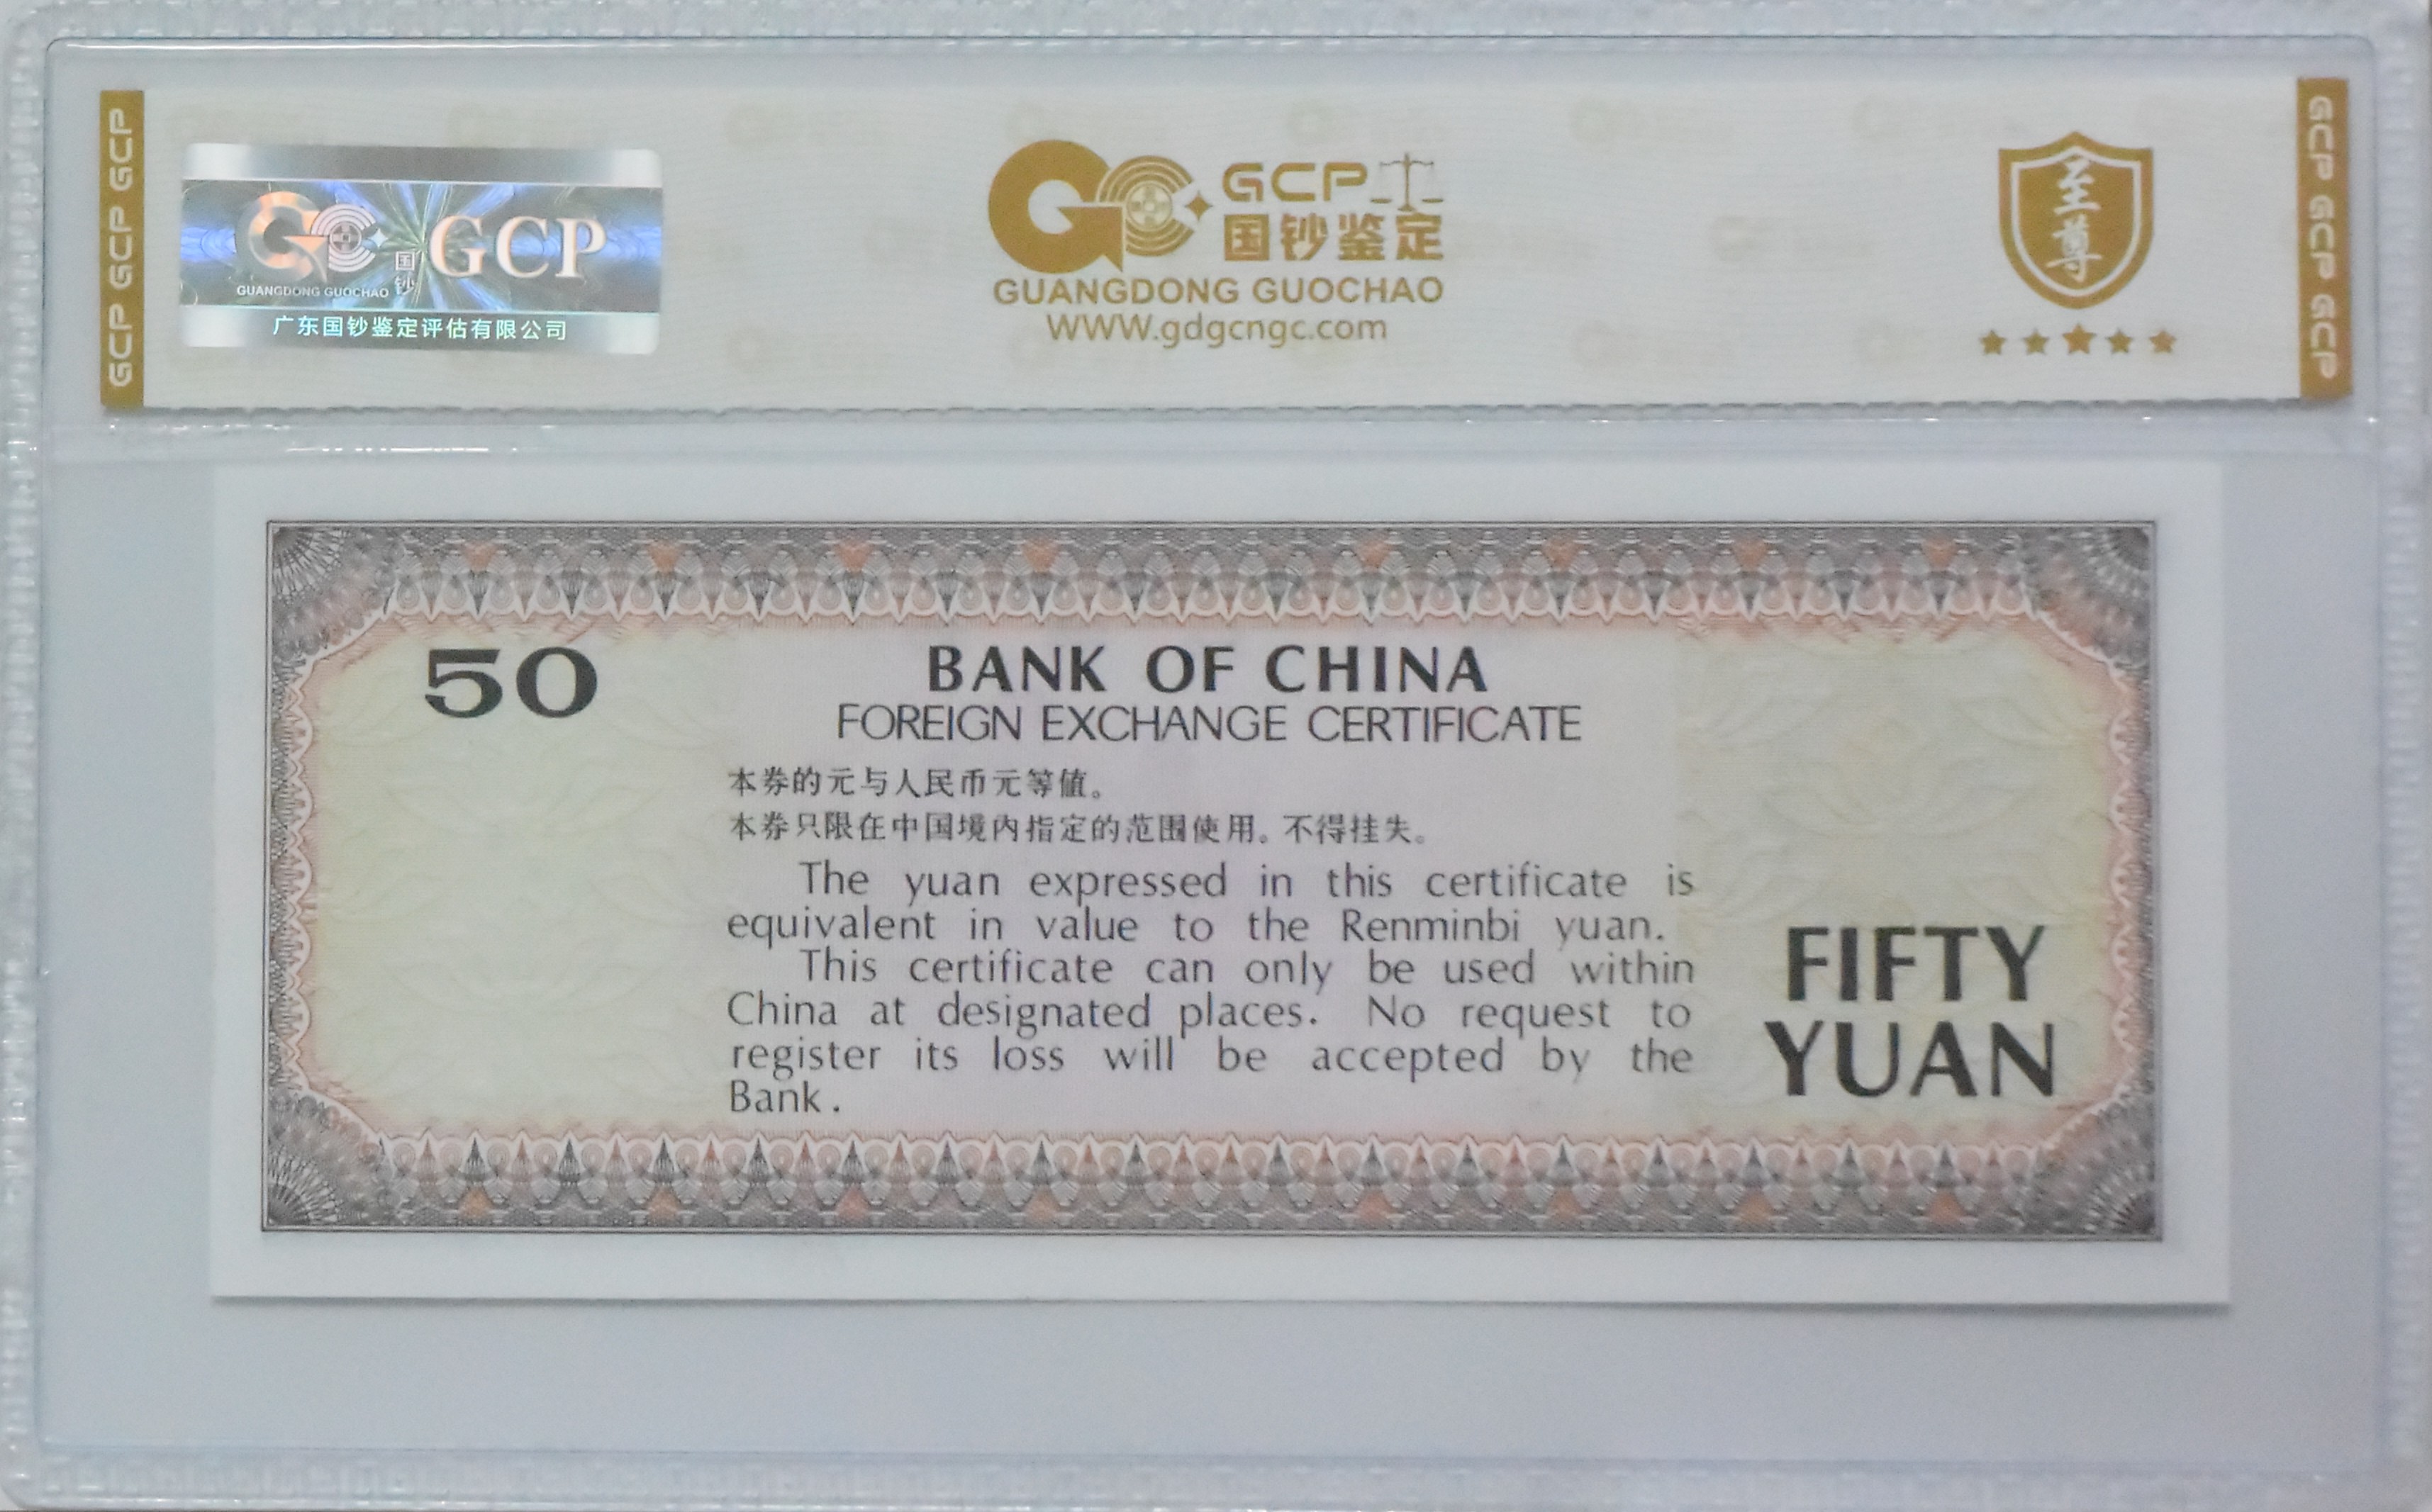 GCP GCP GCP
GCP
国
钞
GUANGDONG GUOCHAO
广东国钞鉴定评估有限公司
GCP
国钞鉴定
GUANGDONG GUOCHAO
WWW.gdgcngc.com
至
尊
GCP GCP GCP
50
BANK OF CHINA
FOREIGN EXCHANGE CERTIFICATE
本券的元与人民币元等值。
本券只限在中国境内指定的范围使用。不得挂失。
The yuan expressed in this certificate is
equivalent in value to the Renminbi yuan.
This certificate can only be used within
China at designated places. No request to
register its loss will be accepted by the
Bank.
FIFTY
YUAN